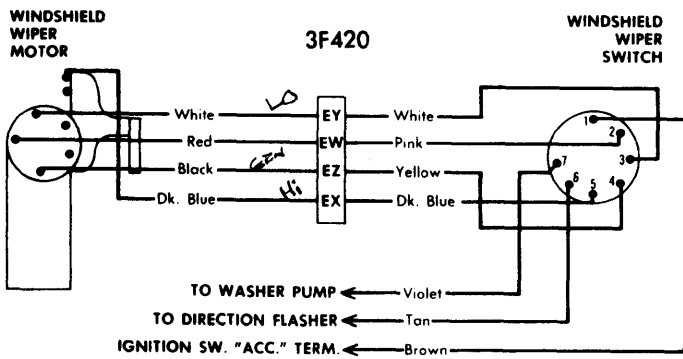 WINDSHIELD
WIPER
MOTOR
3F420
WINDSHIELD
WIPER
SWITCH
White LO EY White
Red EW Pink
Black GRN EZ Yellow
Dk. Blue Hi EX Dk. Blue
1
2
3
4
5
6
7
TO WASHER PUMP Violet
TO DIRECTION FLASHER Tan
IGNITION SW. "ACC." TERM. Brown